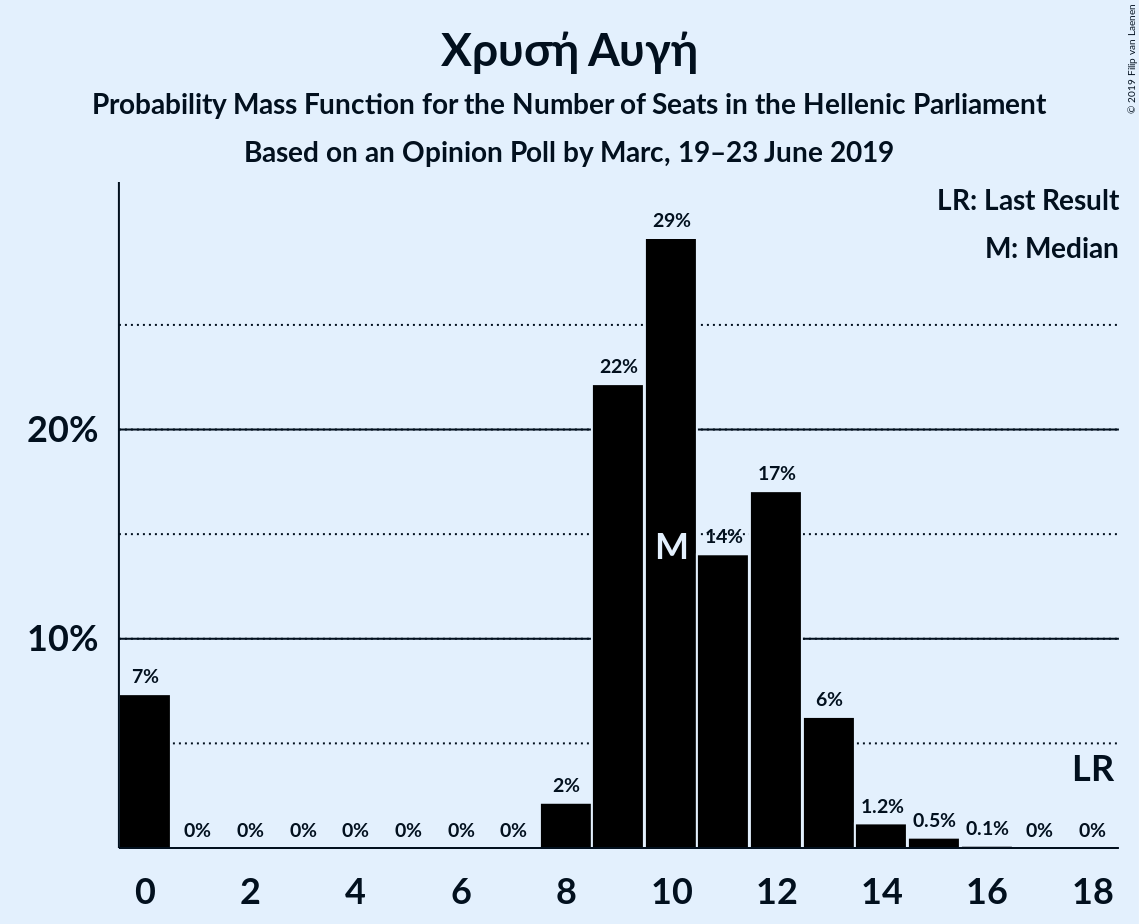 Χρυσή Αυγή
Probability Mass Function for the Number of Seats in the Hellenic Parliament
Based on an Opinion Poll by Marc, 19–23 June 2019
© 2019 Filip van Laenen
LR: Last Result
M: Median
29%
22%
20%
17%
14%
M
10%
7%
6%
LR
2%
1.2%
0.5%
0% 0% 0% 0% 0% 0% 0% 0.1% 0% 0%
0 2 4 6 8 10 12 14 16 18